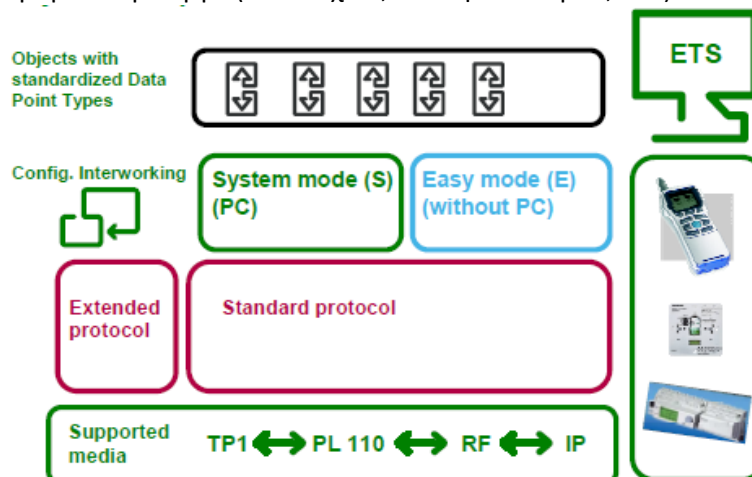 Objects with
standardized Data
Point Types
ETS
Config. Interworking
System mode (S)
(PC)
Easy mode (E)
(without PC)
Extended
protocol
Standard protocol
Supported
media
TP1 PL 110 RF IP